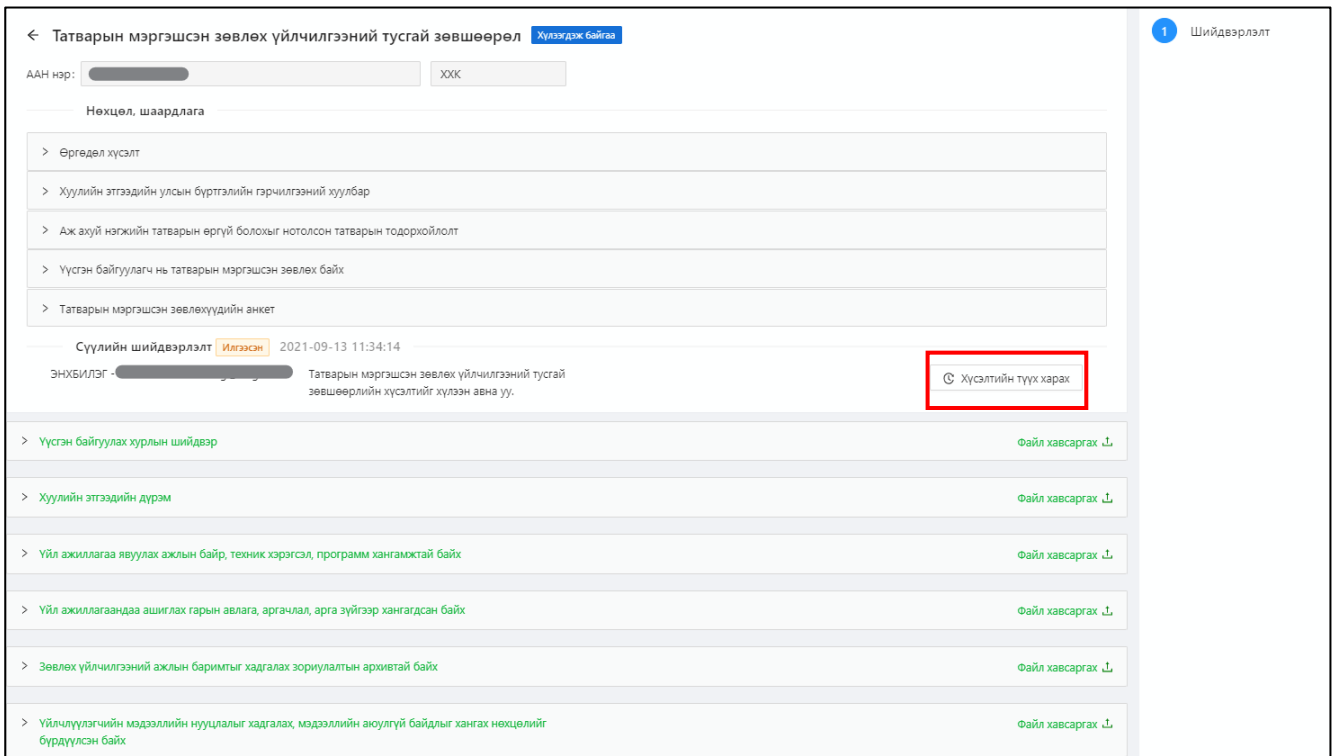 Татварын мэргэшсэн зөвлөх үйлчилгээний тусгай зөвшөөрөл Хүлээгдэж байгаа
1 Шийдвэрлэлт
ААН нэр: ХХК
Нөхцөл, шаардлага
Өргөдөл хүсэлт
Хуулийн этгээдийн улсын бүртгэлийн гэрчилгээний хуулбар
Аж ахуй нэгжийн татварын өргүй болохыг нотолсон татварын тодорхойлолт
Үүсгэн байгуулагч нь татварын мэргэшсэн зөвлөх байх
Татварын мэргэшсэн зөвлөхүүдийн анкет
Сүүлийн шийдвэрлэлт Илгээсэн 2021-09-13 11:34:14
ЭНХБИЛЭГ - Татварын мэргэшсэн зөвлөх үйлчилгээний тусгай
зөвшөөрлийн хүсэлтийг хүлээн авна уу.
Хүсэлтийн түүх харах
Үүсгэн байгуулах хурлын шийдвэр Файл хавсаргах
Хуулийн этгээдийн дүрэм Файл хавсаргах
Үйл ажиллагаа явуулах ажлын байр, техник хэрэгсэл, программ хангамжтай байх Файл хавсаргах
Үйл ажиллагаандаа ашиглах гарын авлага, аргачлал, арга зүйгээр хангагдсан байх Файл хавсаргах
Зөвлөх үйлчилгээний ажлын баримтыг хадгалах зориулалтын архивтай байх Файл хавсаргах
Үйлчлүүлэгчийн мэдээллийн нууцлалыг хадгалах, мэдээллийн аюулгүй байдлыг хангах нөхцөлийг Файл хавсаргах
бүрдүүлсэн байх